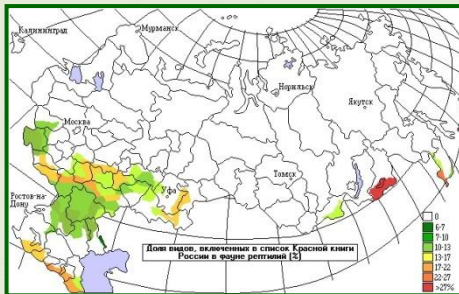 Калининград
Мурманск
Норильск
Якутск
Москва
Уфа
Томск
Ростов-на-
Дону
Доля видов, включенных в список Красной книги
России в фауне рептилий (%)
0
6-7
7-10
10-13
13-17
17-22
22-27
>27%